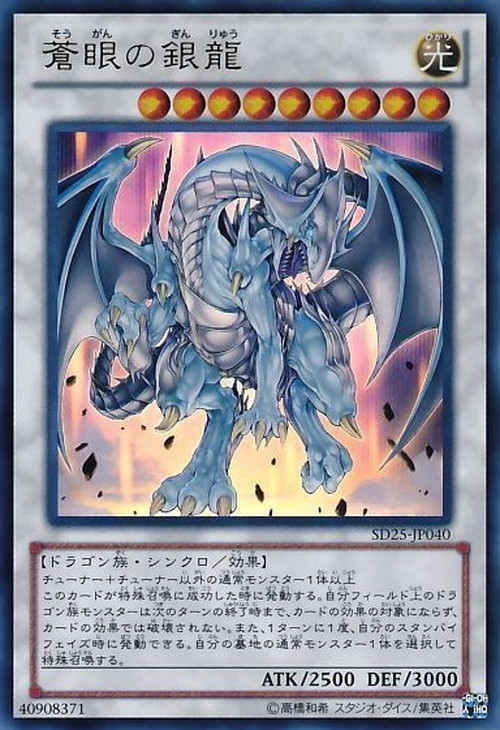 蒼眼の銀龍
光
SD25-JP040
【ドラゴン族・シンクロ/効果】
チューナー+チューナー以外の通常モンスター1体以上
このカードが特殊召喚に成功した時に発動する。自分フィールド上のドラ
ゴン族モンスターは次のターンの終了時まで、カードの効果の対象にならず、
カードの効果では破壊されない。また、1ターンに1度、自分のスタンバイ
フェイズ時に発動できる。自分の墓地の通常モンスター1体を選択して
特殊召喚する。
ATK/2500 DEF/3000
40908371
©高橋和希 スタジオ・ダイス/集英社